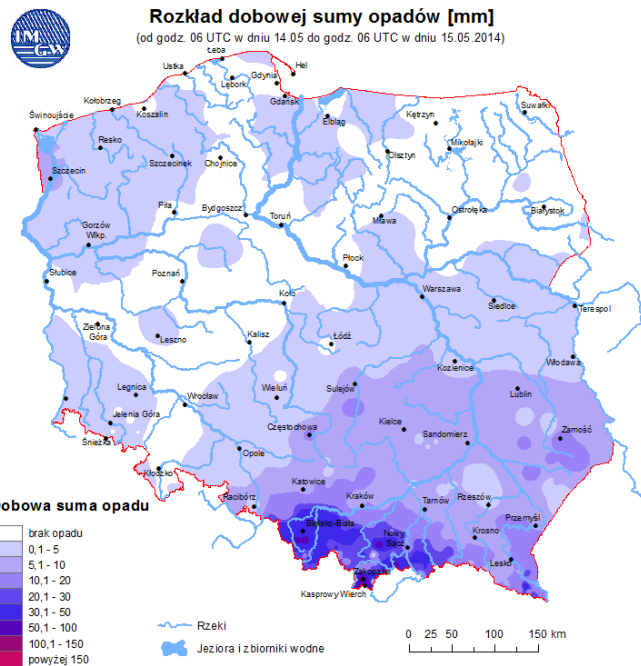 Rozkład dobowej sumy opadów [mm]
(od godz. 06 UTC w dniu 14.05 do godz. 06 UTC w dniu 15.05.2014)
IM
GW
Łeba
Ustka
Hel
Gdynia
Lębork
Kołobrzeg
Koszalin
Gdańsk
Suwałki
Świnoujście
Elbląg
Kętrzyn
Resko
Mikołajki
Szczecinek
Chojnice
Olsztyn
Szczecin
Piła
Bydgoszcz
Toruń
Mława
Ostrołęka
Białystok
Gorzów
Wlkp.
Płock
Słubice
Poznań
Koło
Warszawa
Siedlce
Terespol
Zielona
Góra
Leszno
Kalisz
Łódź
Kozienice
Włodawa
Legnica
Wrocław
Wieluń
Sulejów
Lublin
Jelenia Góra
Częstochowa
Kielce
Sandomierz
Zamość
Śnieżka
Opole
Kłodzko
Katowice
Racibórz
Kraków
Tarnów
Rzeszów
Przemyśl
Bielsko-Biała
Nowy
Sącz
Krosno
Lesko
Zakopane
Kasprowy Wierch
Dobowa suma opadu
brak opadu
0,1 - 5
5,1 - 10
10,1 - 20
20,1 - 30
30,1 - 50
50,1 - 100
100,1 - 150
powyżej 150
Rzeki
Jeziora i zbiorniki wodne
0 25 50 100 150 km